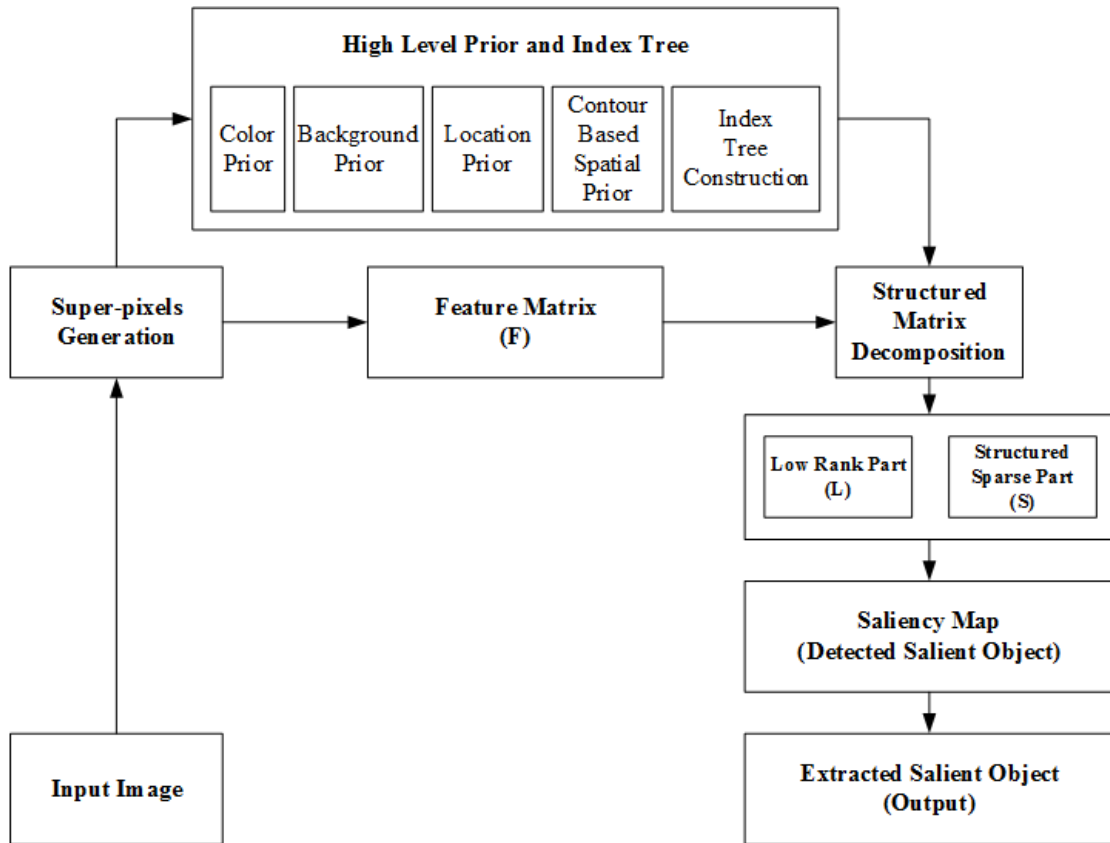 High Level Prior and Index Tree
Color
Prior
Background
Prior
Location
Prior
Contour
Based
Spatial
Prior
Index
Tree
Construction
Super-pixels
Generation
Feature Matrix
(F)
Structured
Matrix
Decomposition
Low Rank Part
(L)
Structured
Sparse Part
(S)
Saliency Map
(Detected Salient Object)
Input Image
Extracted Salient Object
(Output)